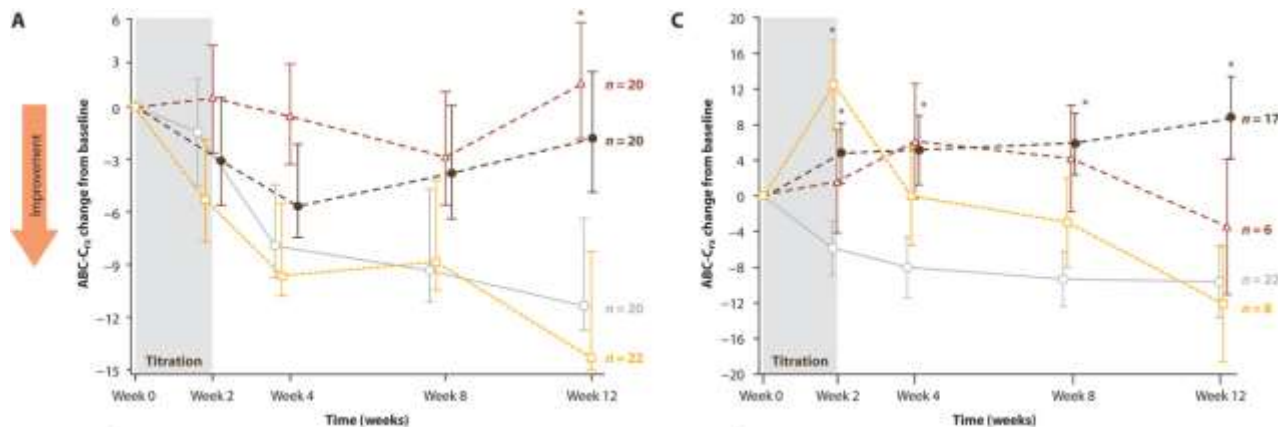 A
6
3
0
−3
−6
−9
−12
−15
Improvement
ABC-C_FX change from baseline
Titration
Week 0
Week 2
Week 4
Week 8
Week 12
Time (weeks)
*
n = 20
n = 20
n = 20
n = 22
C
20
16
12
8
4
0
−4
−8
−12
−16
−20
ABC-C_FX change from baseline
Titration
Week 0
Week 2
Week 4
Week 8
Week 12
Time (weeks)
*
*
*
*
*
n = 17
n = 6
n = 22
n = 8